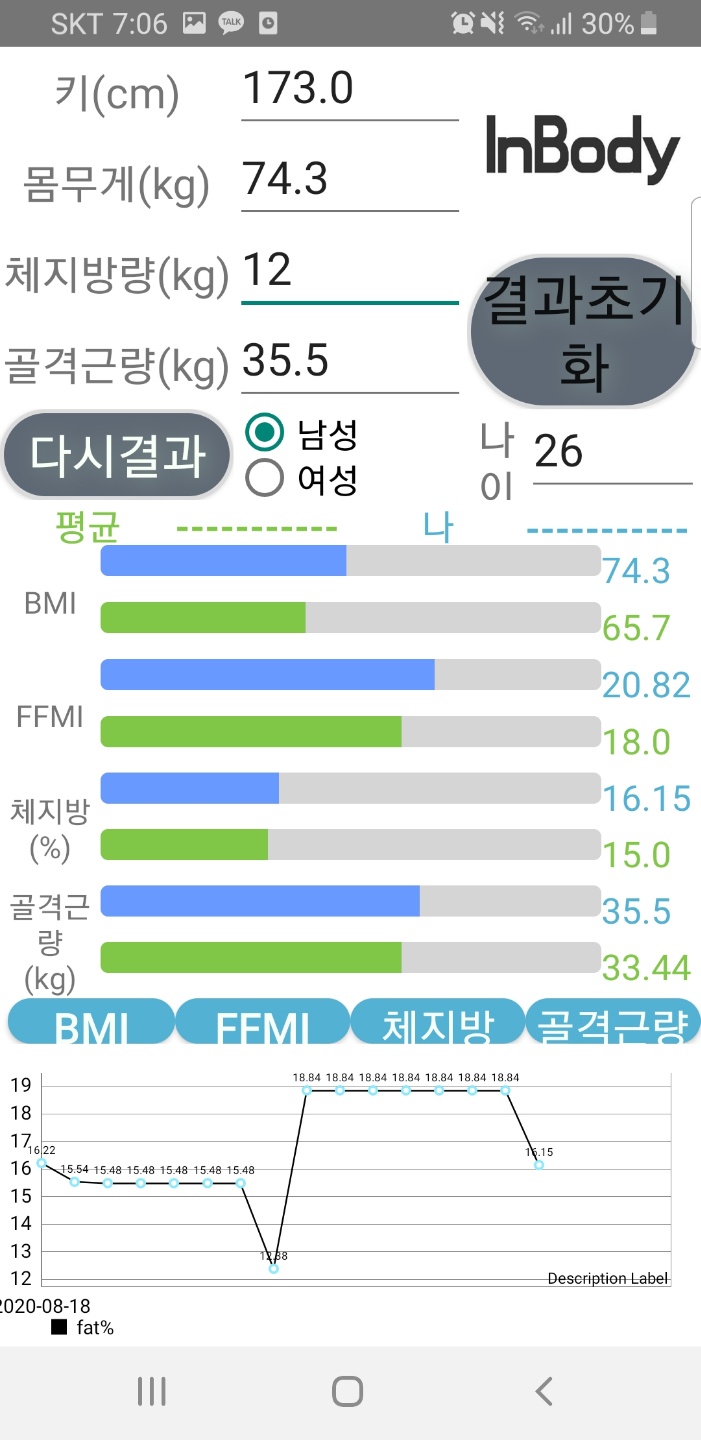 SKT 7:06 TALK 30%
키(cm) 173.0
InBody
몸무게(kg) 74.3
체지방량(kg) 12
결과초기
화
골격근량(kg) 35.5
다시결과
남성
여성
나
이
26
평균 ----------- 나 -----------
BMI
74.3
65.7
FFMI
20.82
18.0
체지방
(%)
16.15
15.0
골격근
량
(kg)
35.5
33.44
BMI FFMI 체지방 골격근량
19
18
17
16
15
14
13
12
16.22 15.54 15.48 15.48 15.48 15.48 15.48 12.38 18.84 18.84 18.84 18.84 18.84 18.84 18.84 16.15
Description Label
2020-08-18
fat%